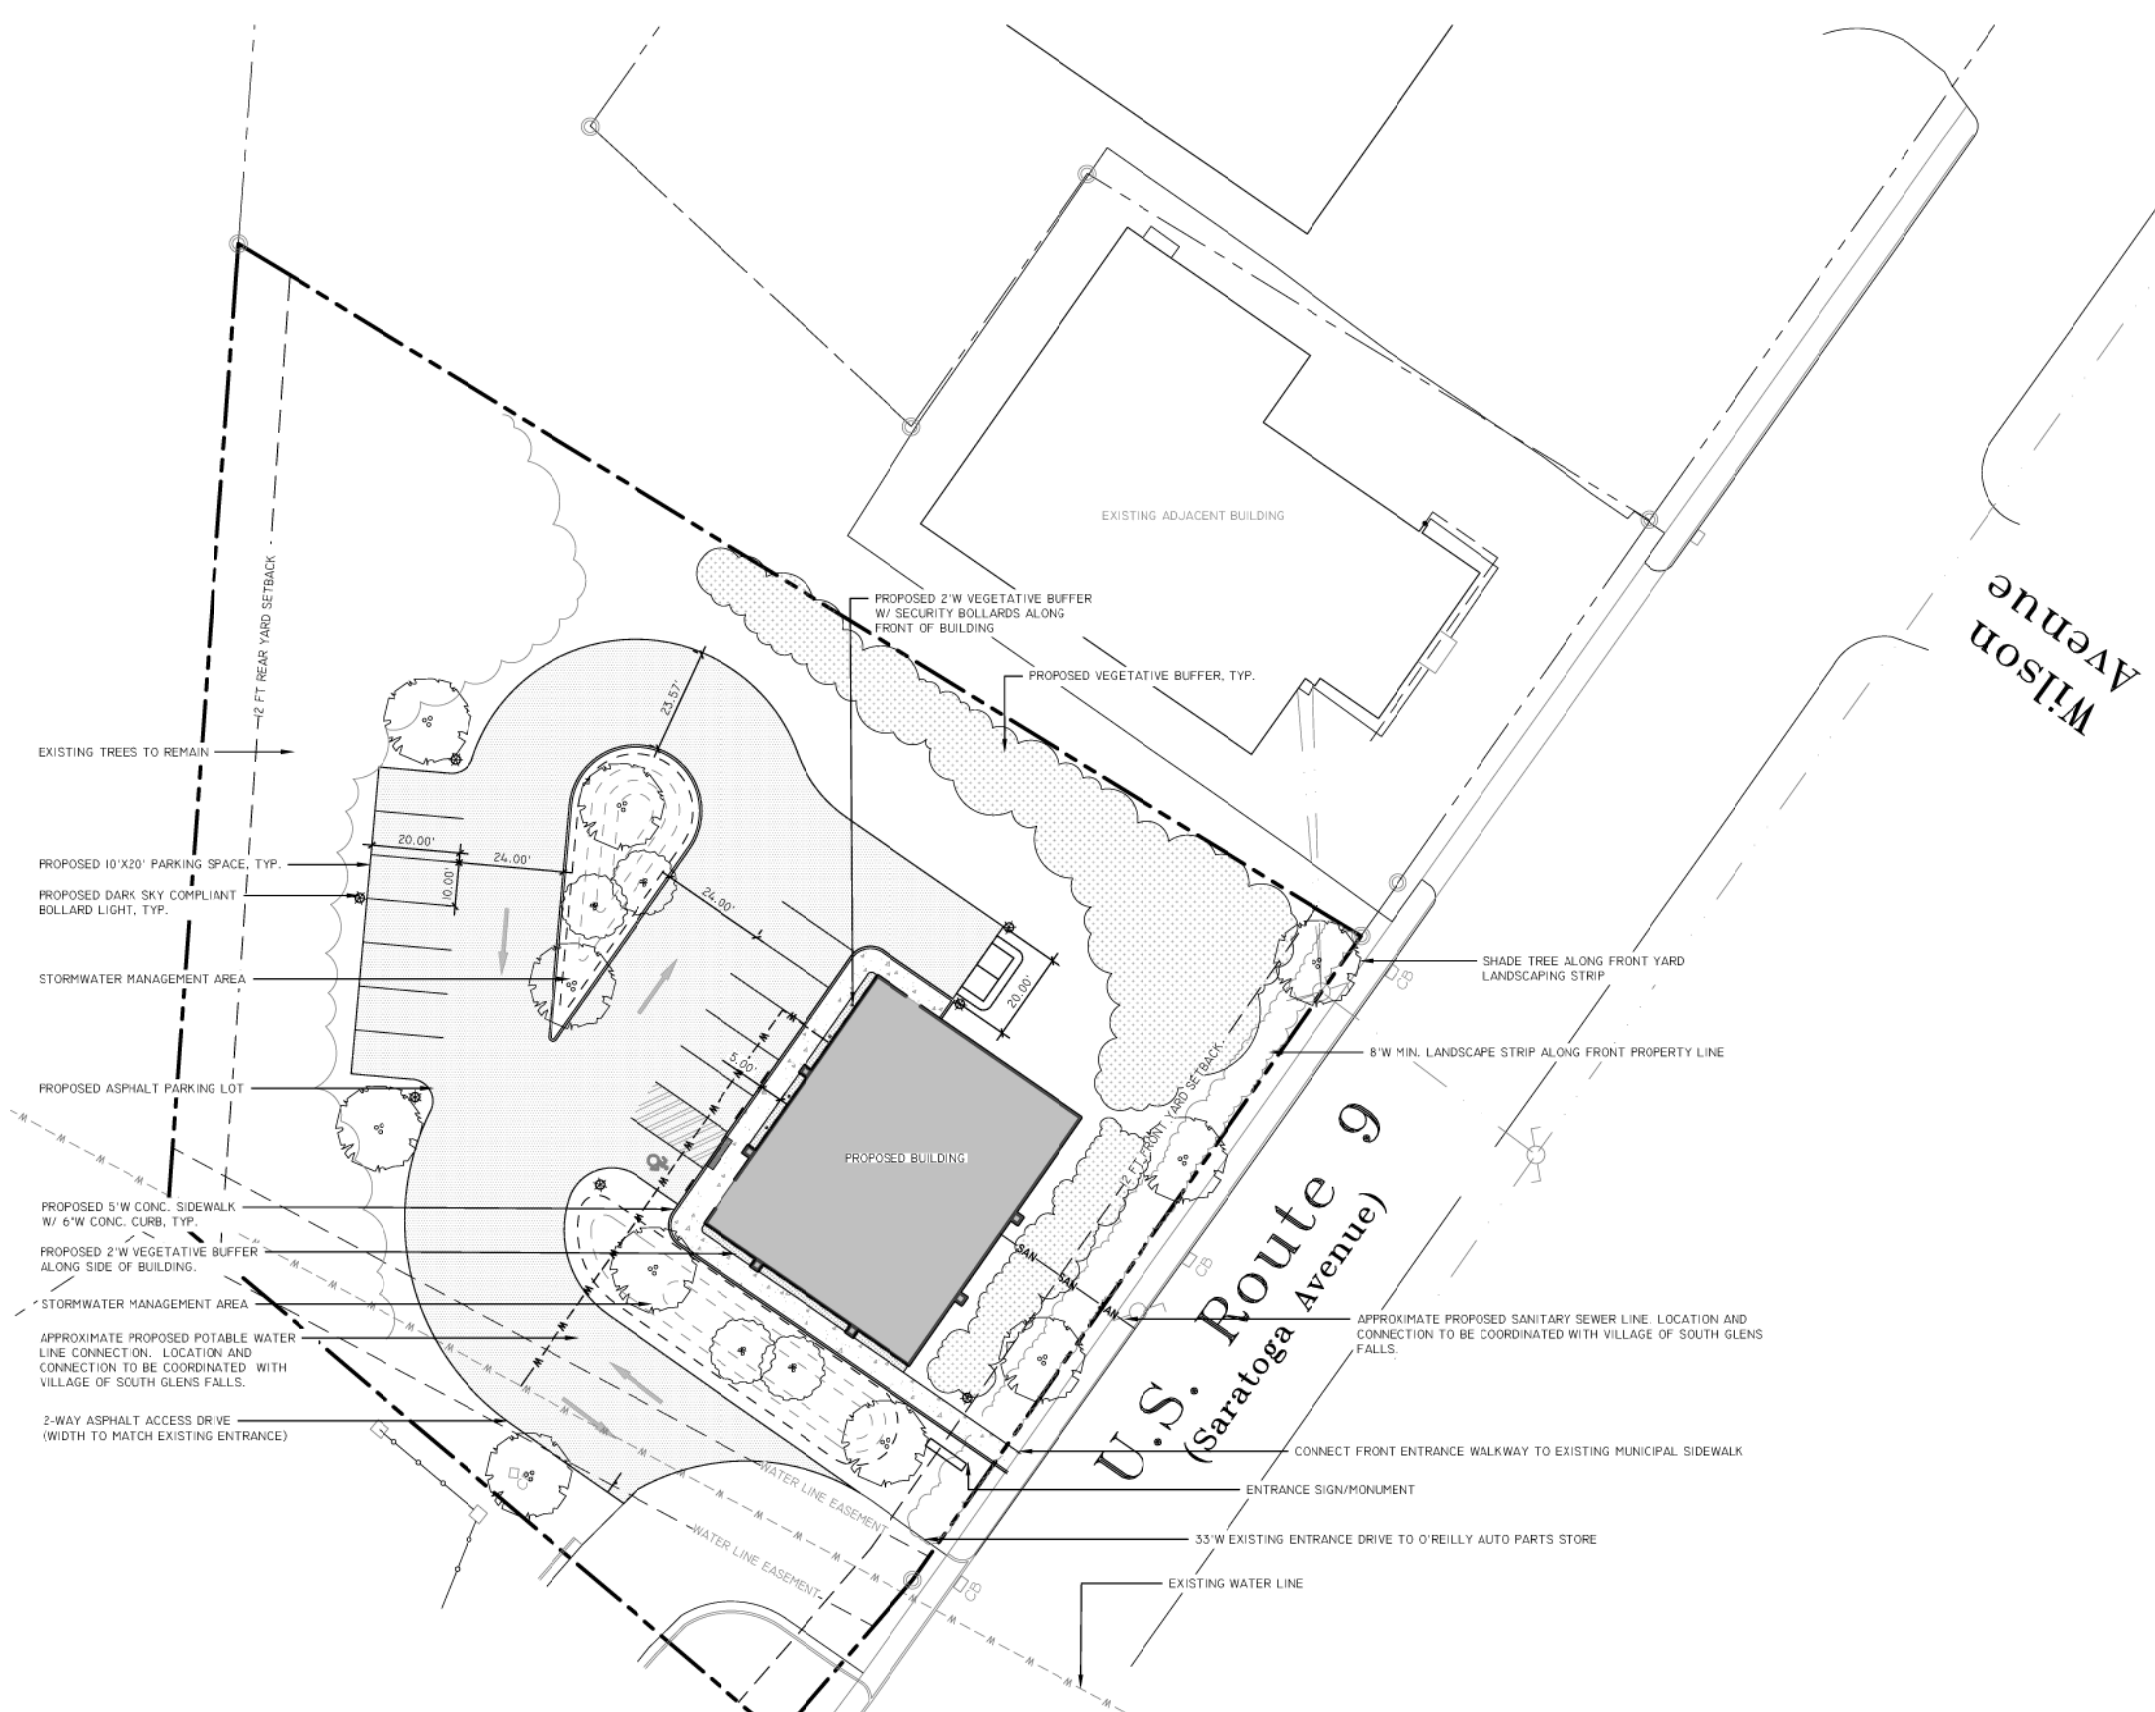 EXISTING ADJACENT BUILDING
Wilson
Avenue
12 FT REAR YARD SETBACK
PROPOSED 2'W VEGETATIVE BUFFER
W/ SECURITY BOLLARDS ALONG
FRONT OF BUILDING
PROPOSED VEGETATIVE BUFFER, TYP.
23.57'
EXISTING TREES TO REMAIN
20.00'
24.00'
10.00'
24.00'
PROPOSED 10'X20' PARKING SPACE, TYP.
PROPOSED DARK SKY COMPLIANT
BOLLARD LIGHT, TYP.
STORMWATER MANAGEMENT AREA
20.00'
SHADE TREE ALONG FRONT YARD
LANDSCAPING STRIP
CB
5.00'
8'W MIN. LANDSCAPE STRIP ALONG FRONT PROPERTY LINE
PROPOSED ASPHALT PARKING LOT
12 FT FRONT YARD SETBACK
PROPOSED BUILDING
U.S. Route 9
(Saratoga Avenue)
PROPOSED 5'W CONC. SIDEWALK
W/ 6"W CONC. CURB, TYP.
PROPOSED 2'W VEGETATIVE BUFFER
ALONG SIDE OF BUILDING.
SAN
SAN
SAN
CB
STORMWATER MANAGEMENT AREA
APPROXIMATE PROPOSED SANITARY SEWER LINE. LOCATION AND
CONNECTION TO BE COORDINATED WITH VILLAGE OF SOUTH GLENS
FALLS.
APPROXIMATE PROPOSED POTABLE WATER
LINE CONNECTION. LOCATION AND
CONNECTION TO BE COORDINATED WITH
VILLAGE OF SOUTH GLENS FALLS.
2-WAY ASPHALT ACCESS DRIVE
(WIDTH TO MATCH EXISTING ENTRANCE)
CONNECT FRONT ENTRANCE WALKWAY TO EXISTING MUNICIPAL SIDEWALK
ENTRANCE SIGN/MONUMENT
WATER LINE EASEMENT
WATER LINE EASEMENT
33'W EXISTING ENTRANCE DRIVE TO O'REILLY AUTO PARTS STORE
CB
EXISTING WATER LINE